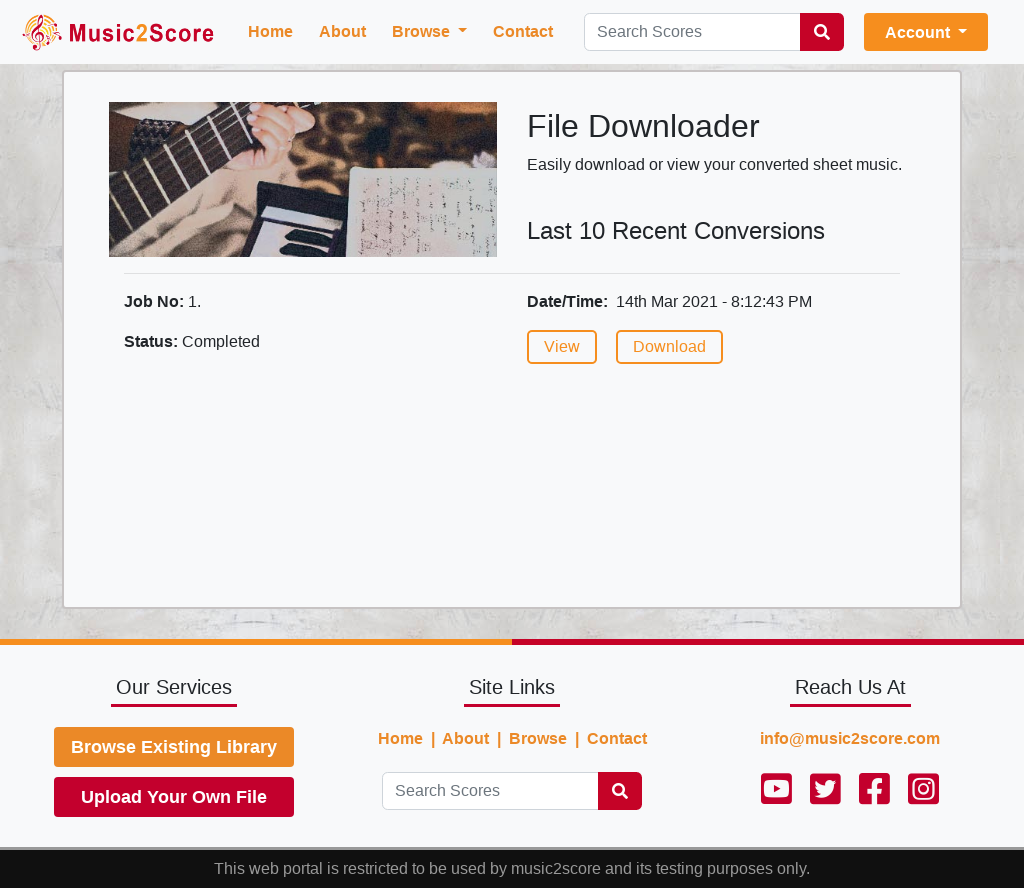 Music2Score
Home About Browse Contact
Search Scores
Account
File Downloader
Easily download or view your converted sheet music.
Last 10 Recent Conversions
Job No: 1.
Date/Time: 14th Mar 2021 - 8:12:43 PM
Status: Completed
View Download
Our Services
Browse Existing Library
Upload Your Own File
Site Links
Home | About | Browse | Contact
Search Scores
Reach Us At
info@music2score.com
This web portal is restricted to be used by music2score and its testing purposes only.